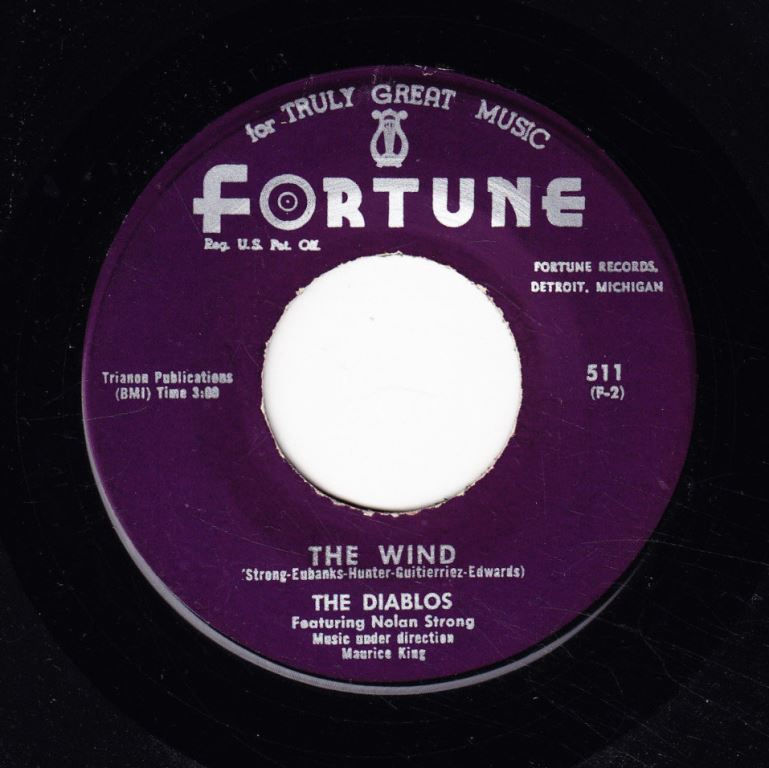 for TRULY GREAT MUSIC
FORTUNE
Reg. U.S. Pat. Off.
FORTUNE RECORDS,
DETROIT, MICHIGAN
Trianon Publications
(BMI) Time 3:00
511
(F-2)
THE WIND
(Strong-Eubanks-Hunter-Guitierriez-Edwards)
THE DIABLOS
Featuring Nolan Strong
Music under direction
Maurice King